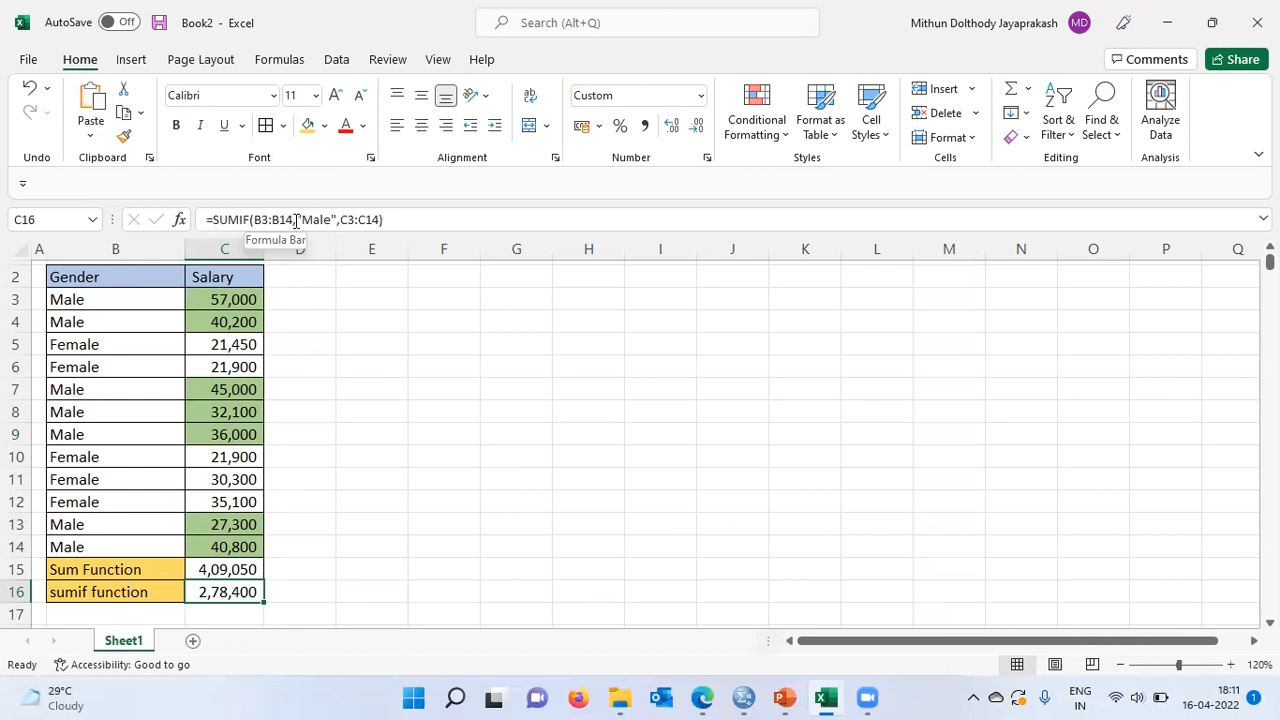 AutoSave Off Book2 - Excel Search (Alt+Q) Mithun Dolthody Jayaprakash MD
File Home Insert Page Layout Formulas Data Review View Help Comments Share
Calibri 11 Custom Insert
Paste Conditional Formatting Format as Table Cell Styles Delete Sort & Filter Find & Select Analyze Data
B I U Format
Undo Clipboard Font Alignment Number Styles Cells Editing Analysis
C16 fx =SUMIF(B3:B14,"Male",C3:C14)
Formula Bar
A B C D E F G H I J K L M N O P Q
2 Gender Salary
3 Male 57,000
4 Male 40,200
5 Female 21,450
6 Female 21,900
7 Male 45,000
8 Male 32,100
9 Male 36,000
10 Female 21,900
11 Female 30,300
12 Female 35,100
13 Male 27,300
14 Male 40,800
15 Sum Function 4,09,050
16 sumif function 2,78,400
17
Sheet1
Ready Accessibility: Good to go 120%
29°C ENG 18:11
Cloudy IN 16-04-2022 1